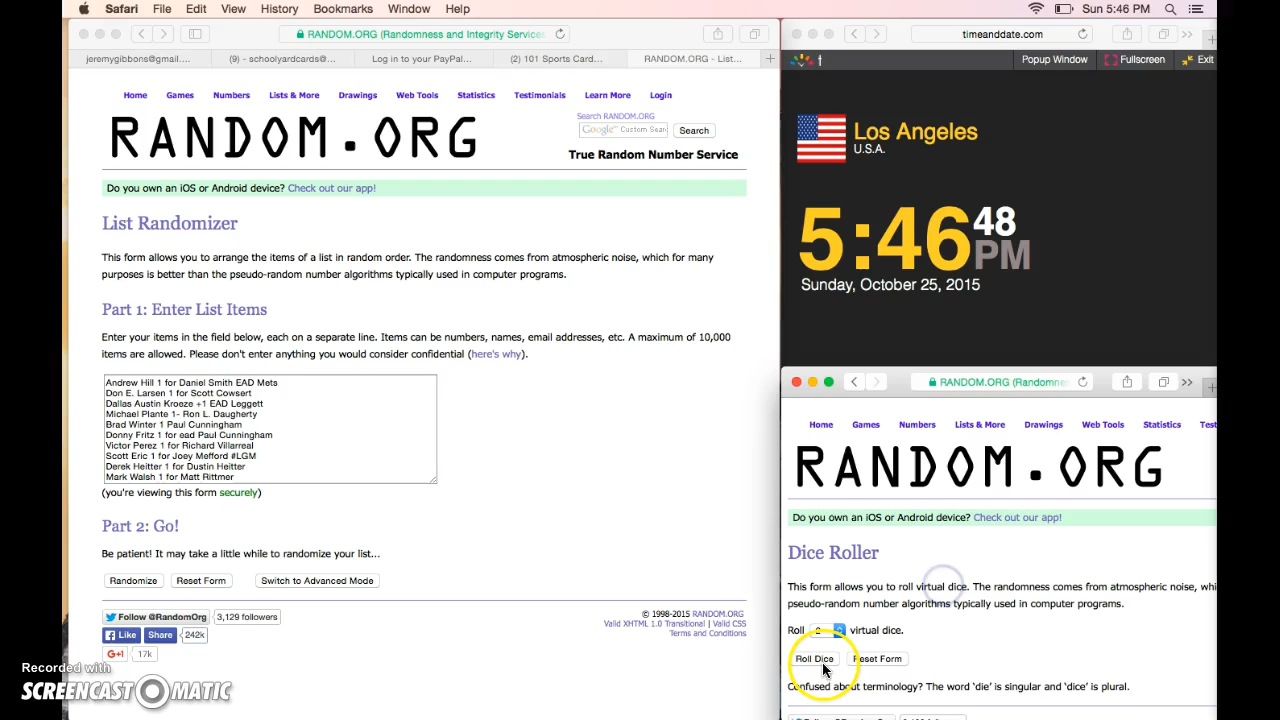 Safari File Edit View History Bookmarks Window Help
Sun 5:46 PM
RANDOM.ORG (Randomness and Integrity Services
jeremygibbons@gmail....
(9) - schoolyardcards@...
Log in to your PayPal...
(2) 101 Sports Card...
RANDOM.ORG - List...
Home Games Numbers Lists & More Drawings Web Tools Statistics Testimonials Learn More Login
RANDOM.ORG
Search RANDOM.ORG
Google™ Custom Sear
Search
True Random Number Service
Do you own an iOS or Android device? Check out our app!
List Randomizer
This form allows you to arrange the items of a list in random order. The randomness comes from atmospheric noise, which for many
purposes is better than the pseudo-random number algorithms typically used in computer programs.
Part 1: Enter List Items
Enter your items in the field below, each on a separate line. Items can be numbers, names, email addresses, etc. A maximum of 10,000
items are allowed. Please don't enter anything you would consider confidential (here's why).
Andrew Hill 1 for Daniel Smith EAD Mets
Don E. Larsen 1 for Scott Cowsert
Dallas Austin Kroeze +1 EAD Leggett
Michael Plante 1- Ron L. Daugherty
Brad Winter 1 Paul Cunningham
Donny Fritz 1 for ead Paul Cunningham
Victor Perez 1 for Richard Villarreal
Scott Eric 1 for Joey Mefford #LGM
Derek Heitter 1 for Dustin Heitter
Mark Walsh 1 for Matt Rittmer
(you're viewing this form securely)
Part 2: Go!
Be patient! It may take a little while to randomize your list...
Randomize Reset Form Switch to Advanced Mode
Follow @RandomOrg 3,129 followers
Like Share 242k
G+1 17k
© 1998-2015 RANDOM.ORG
Valid XHTML 1.0 Transitional | Valid CSS
Terms and Conditions
Recorded with
SCREENCAST-O-MATIC
timeanddate.com
Popup Window Fullscreen Exit
Los Angeles
U.S.A.
5:46 48 PM
Sunday, October 25, 2015
RANDOM.ORG (Randomne
Home Games Numbers Lists & More Drawings Web Tools Statistics Test
RANDOM.ORG
Do you own an iOS or Android device? Check out our app!
Dice Roller
This form allows you to roll virtual dice. The randomness comes from atmospheric noise, whi
pseudo-random number algorithms typically used in computer programs.
Roll 2 virtual dice.
Roll Dice Reset Form
Confused about terminology? The word 'die' is singular and 'dice' is plural.